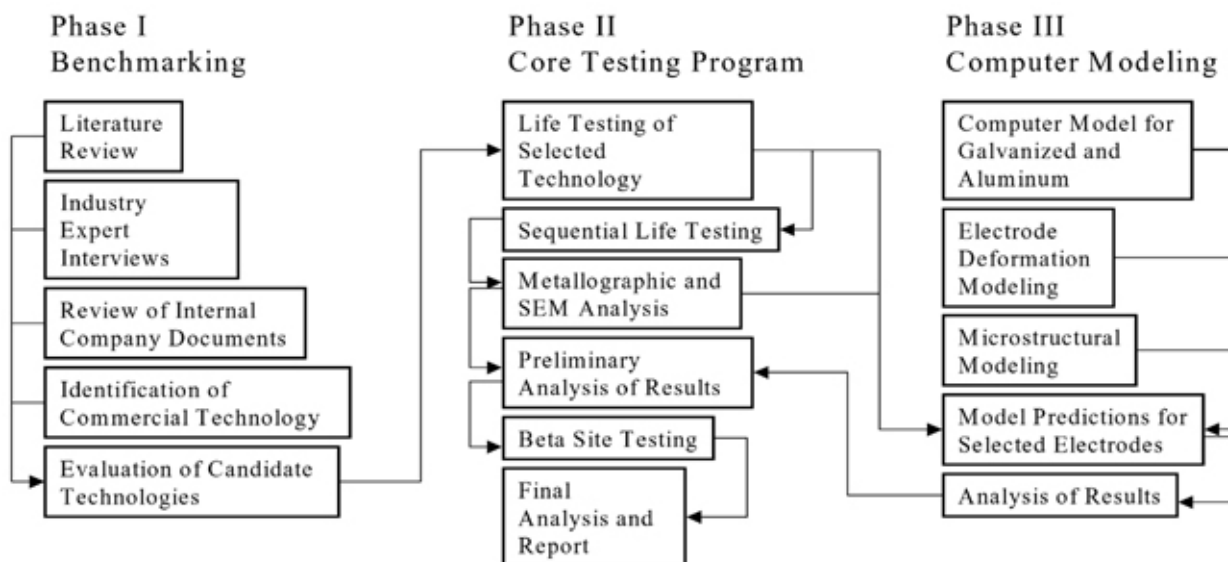 Phase I
Benchmarking
Literature
Review
Industry
Expert
Interviews
Review of Internal
Company Documents
Identification of
Commercial Technology
Evaluation of Candidate
Technologies
Phase II
Core Testing Program
Life Testing of
Selected
Technology
Sequential Life Testing
Metallographic and
SEM Analysis
Preliminary
Analysis of Results
Beta Site Testing
Final
Analysis and
Report
Phase III
Computer Modeling
Computer Model for
Galvanized and
Aluminum
Electrode
Deformation
Modeling
Microstructural
Modeling
Model Predictions for
Selected Electrodes
Analysis of Results